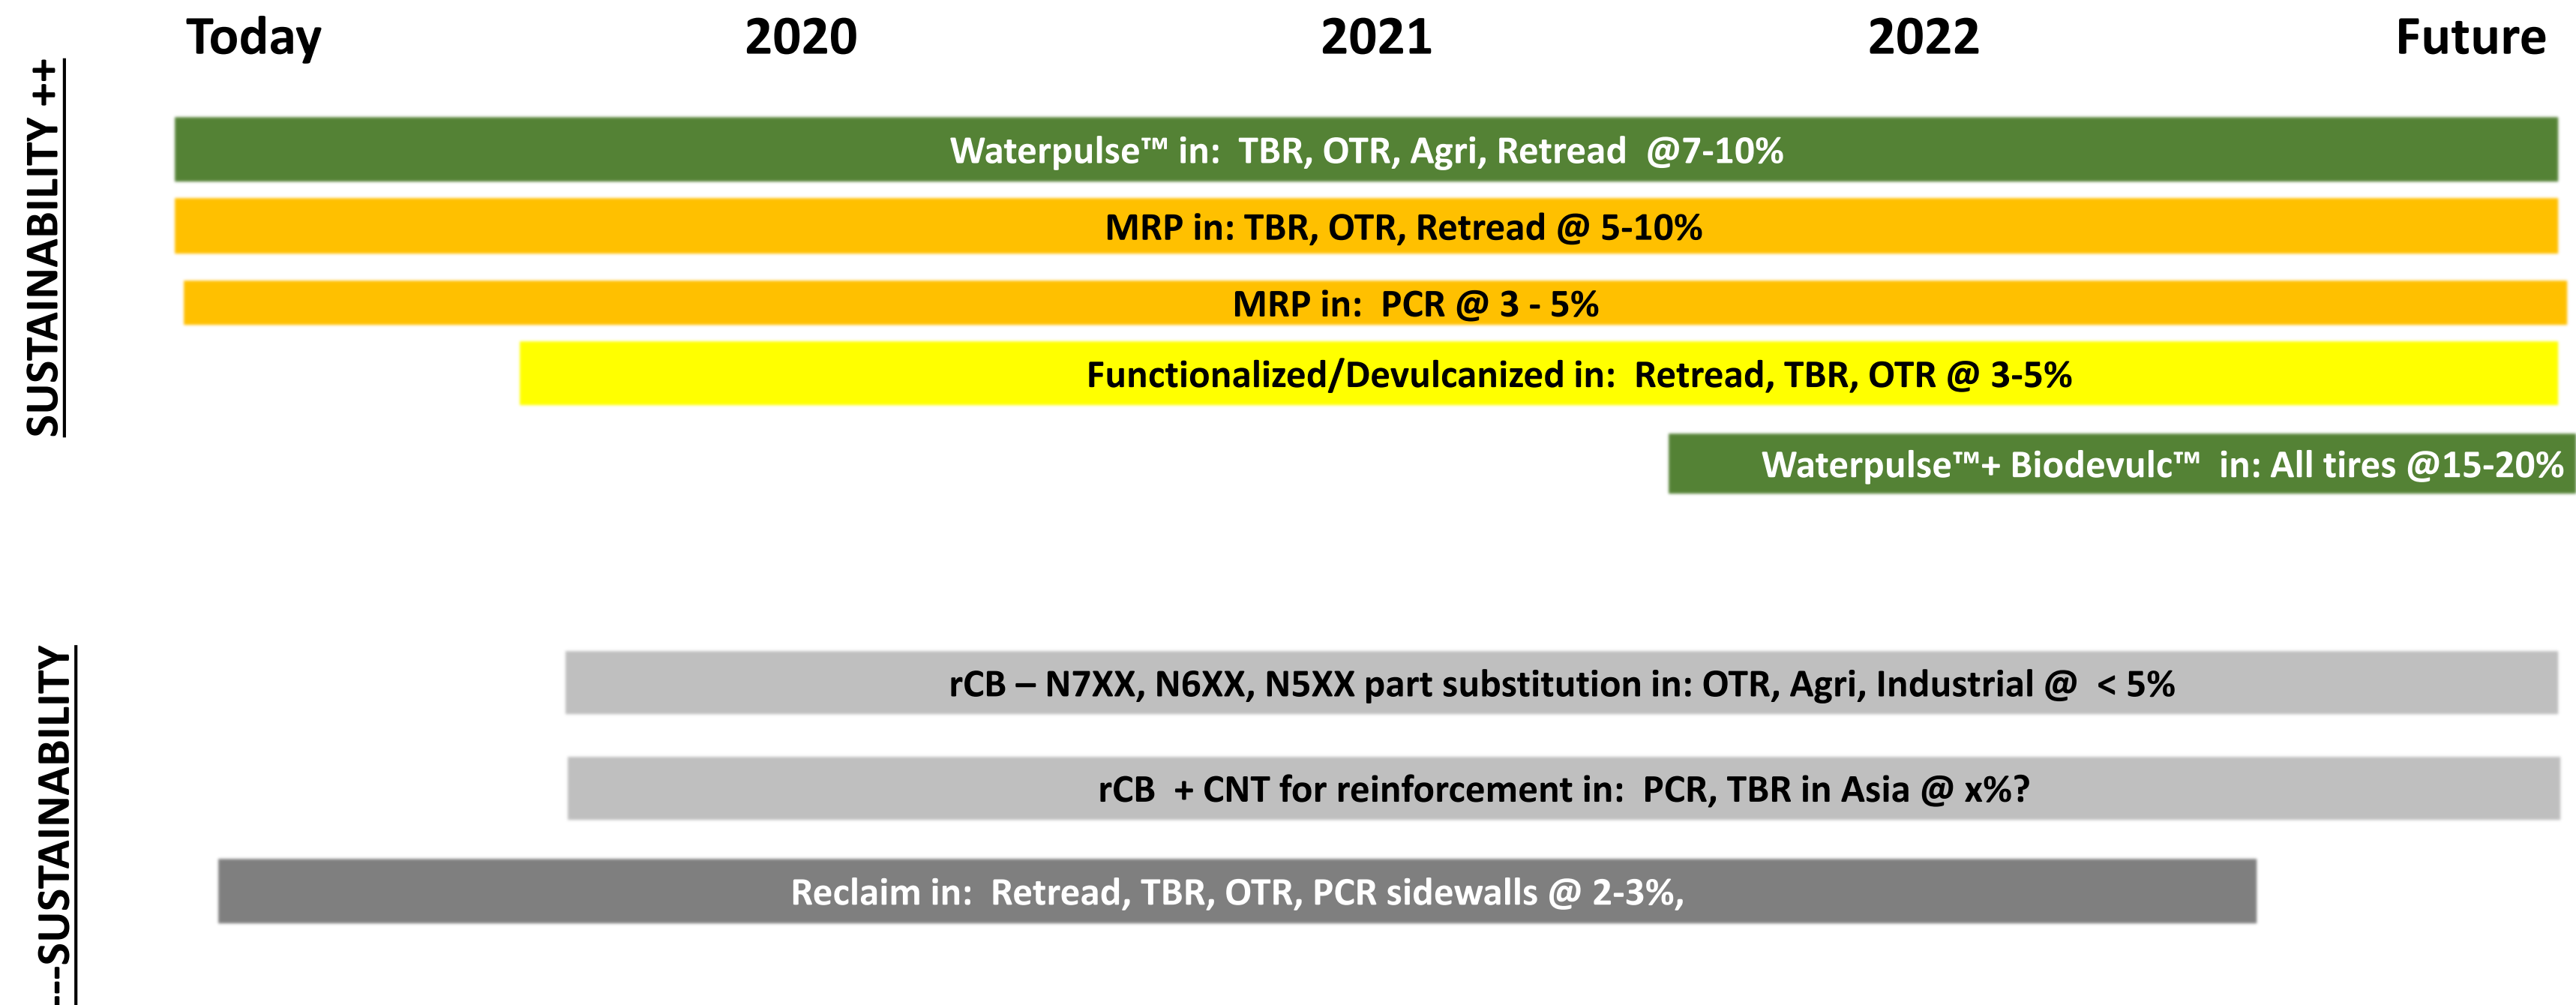 Today 2020 2021 2022 Future
SUSTAINABILITY ++
Waterpulse™ in: TBR, OTR, Agri, Retread @7-10%
MRP in: TBR, OTR, Retread @ 5-10%
MRP in: PCR @ 3 - 5%
Functionalized/Devulcanized in: Retread, TBR, OTR @ 3-5%
Waterpulse™+ Biodevulc™ in: All tires @15-20%
---SUSTAINABILITY
rCB – N7XX, N6XX, N5XX part substitution in: OTR, Agri, Industrial @ < 5%
rCB + CNT for reinforcement in: PCR, TBR in Asia @ x%?
Reclaim in: Retread, TBR, OTR, PCR sidewalls @ 2-3%,